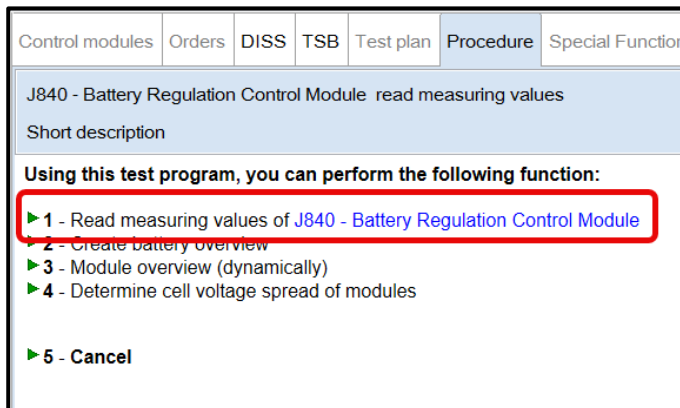 Control modules Orders DISS TSB Test plan Procedure Special Function
J840 - Battery Regulation Control Module read measuring values
Short description
Using this test program, you can perform the following function:
1 - Read measuring values of J840 - Battery Regulation Control Module
2 - Create battery overview
3 - Module overview (dynamically)
4 - Determine cell voltage spread of modules
5 - Cancel